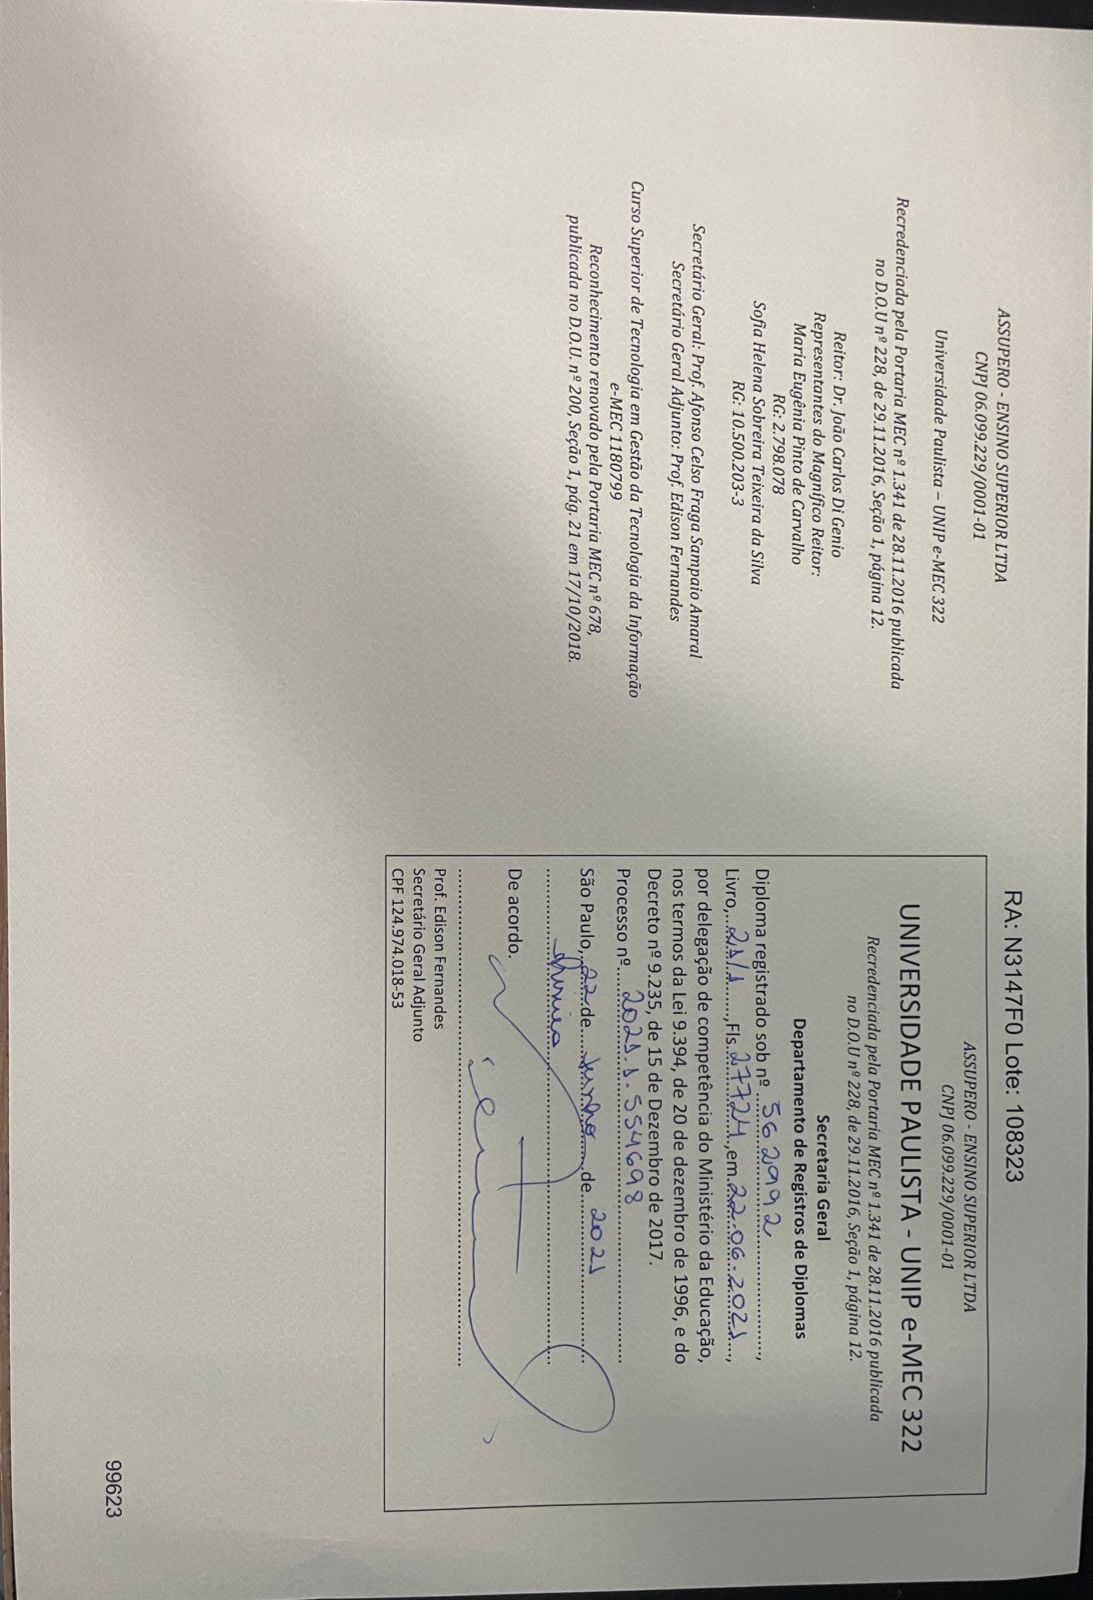 ASSUPERO - ENSINO SUPERIOR LTDA
CNPJ 06.099.229/0001-01
Universidade Paulista – UNIP e-MEC 322
Recredenciada pela Portaria MEC nº 1.341 de 28.11.2016 publicada
no D.O.U nº 228, de 29.11.2016, Seção 1, página 12.
Reitor: Dr. João Carlos Di Genio
Representantes do Magnífico Reitor:
Maria Eugênia Pinto de Carvalho
RG: 2.798.078
Sofia Helena Sobreira Teixeira da Silva
RG: 10.500.203-3
Secretário Geral: Prof. Afonso Celso Fraga Sampaio Amaral
Secretário Geral Adjunto: Prof. Edison Fernandes
Curso Superior de Tecnologia em Gestão da Tecnologia da Informação
e-MEC 1180799
Reconhecimento renovado pela Portaria MEC nº 678,
publicada no D.O.U. nº 200, Seção 1, pág. 21 em 17/10/2018.
RA: N3147F0 Lote: 108323
ASSUPERO - ENSINO SUPERIOR LTDA
CNPJ 06.099.229/0001-01
UNIVERSIDADE PAULISTA - UNIP e-MEC 322
Recredenciada pela Portaria MEC nº 1.341 de 28.11.2016 publicada
no D.O.U nº 228, de 29.11.2016, Seção 1, página 12.
Secretaria Geral
Departamento de Registros de Diplomas
Diploma registrado sob nº 562992,
Livro, Fls. 27724, em 22.06.2021,
por delegação de competência do Ministério da Educação,
nos termos da Lei 9.394, de 20 de dezembro de 1996, e do
Decreto nº 9.235, de 15 de Dezembro de 2017.
Processo nº 2021.1.554698
São Paulo, 22 de Junho de 2021
De acordo.
Prof. Edison Fernandes
Secretário Geral Adjunto
CPF 124.974.018-53
99623